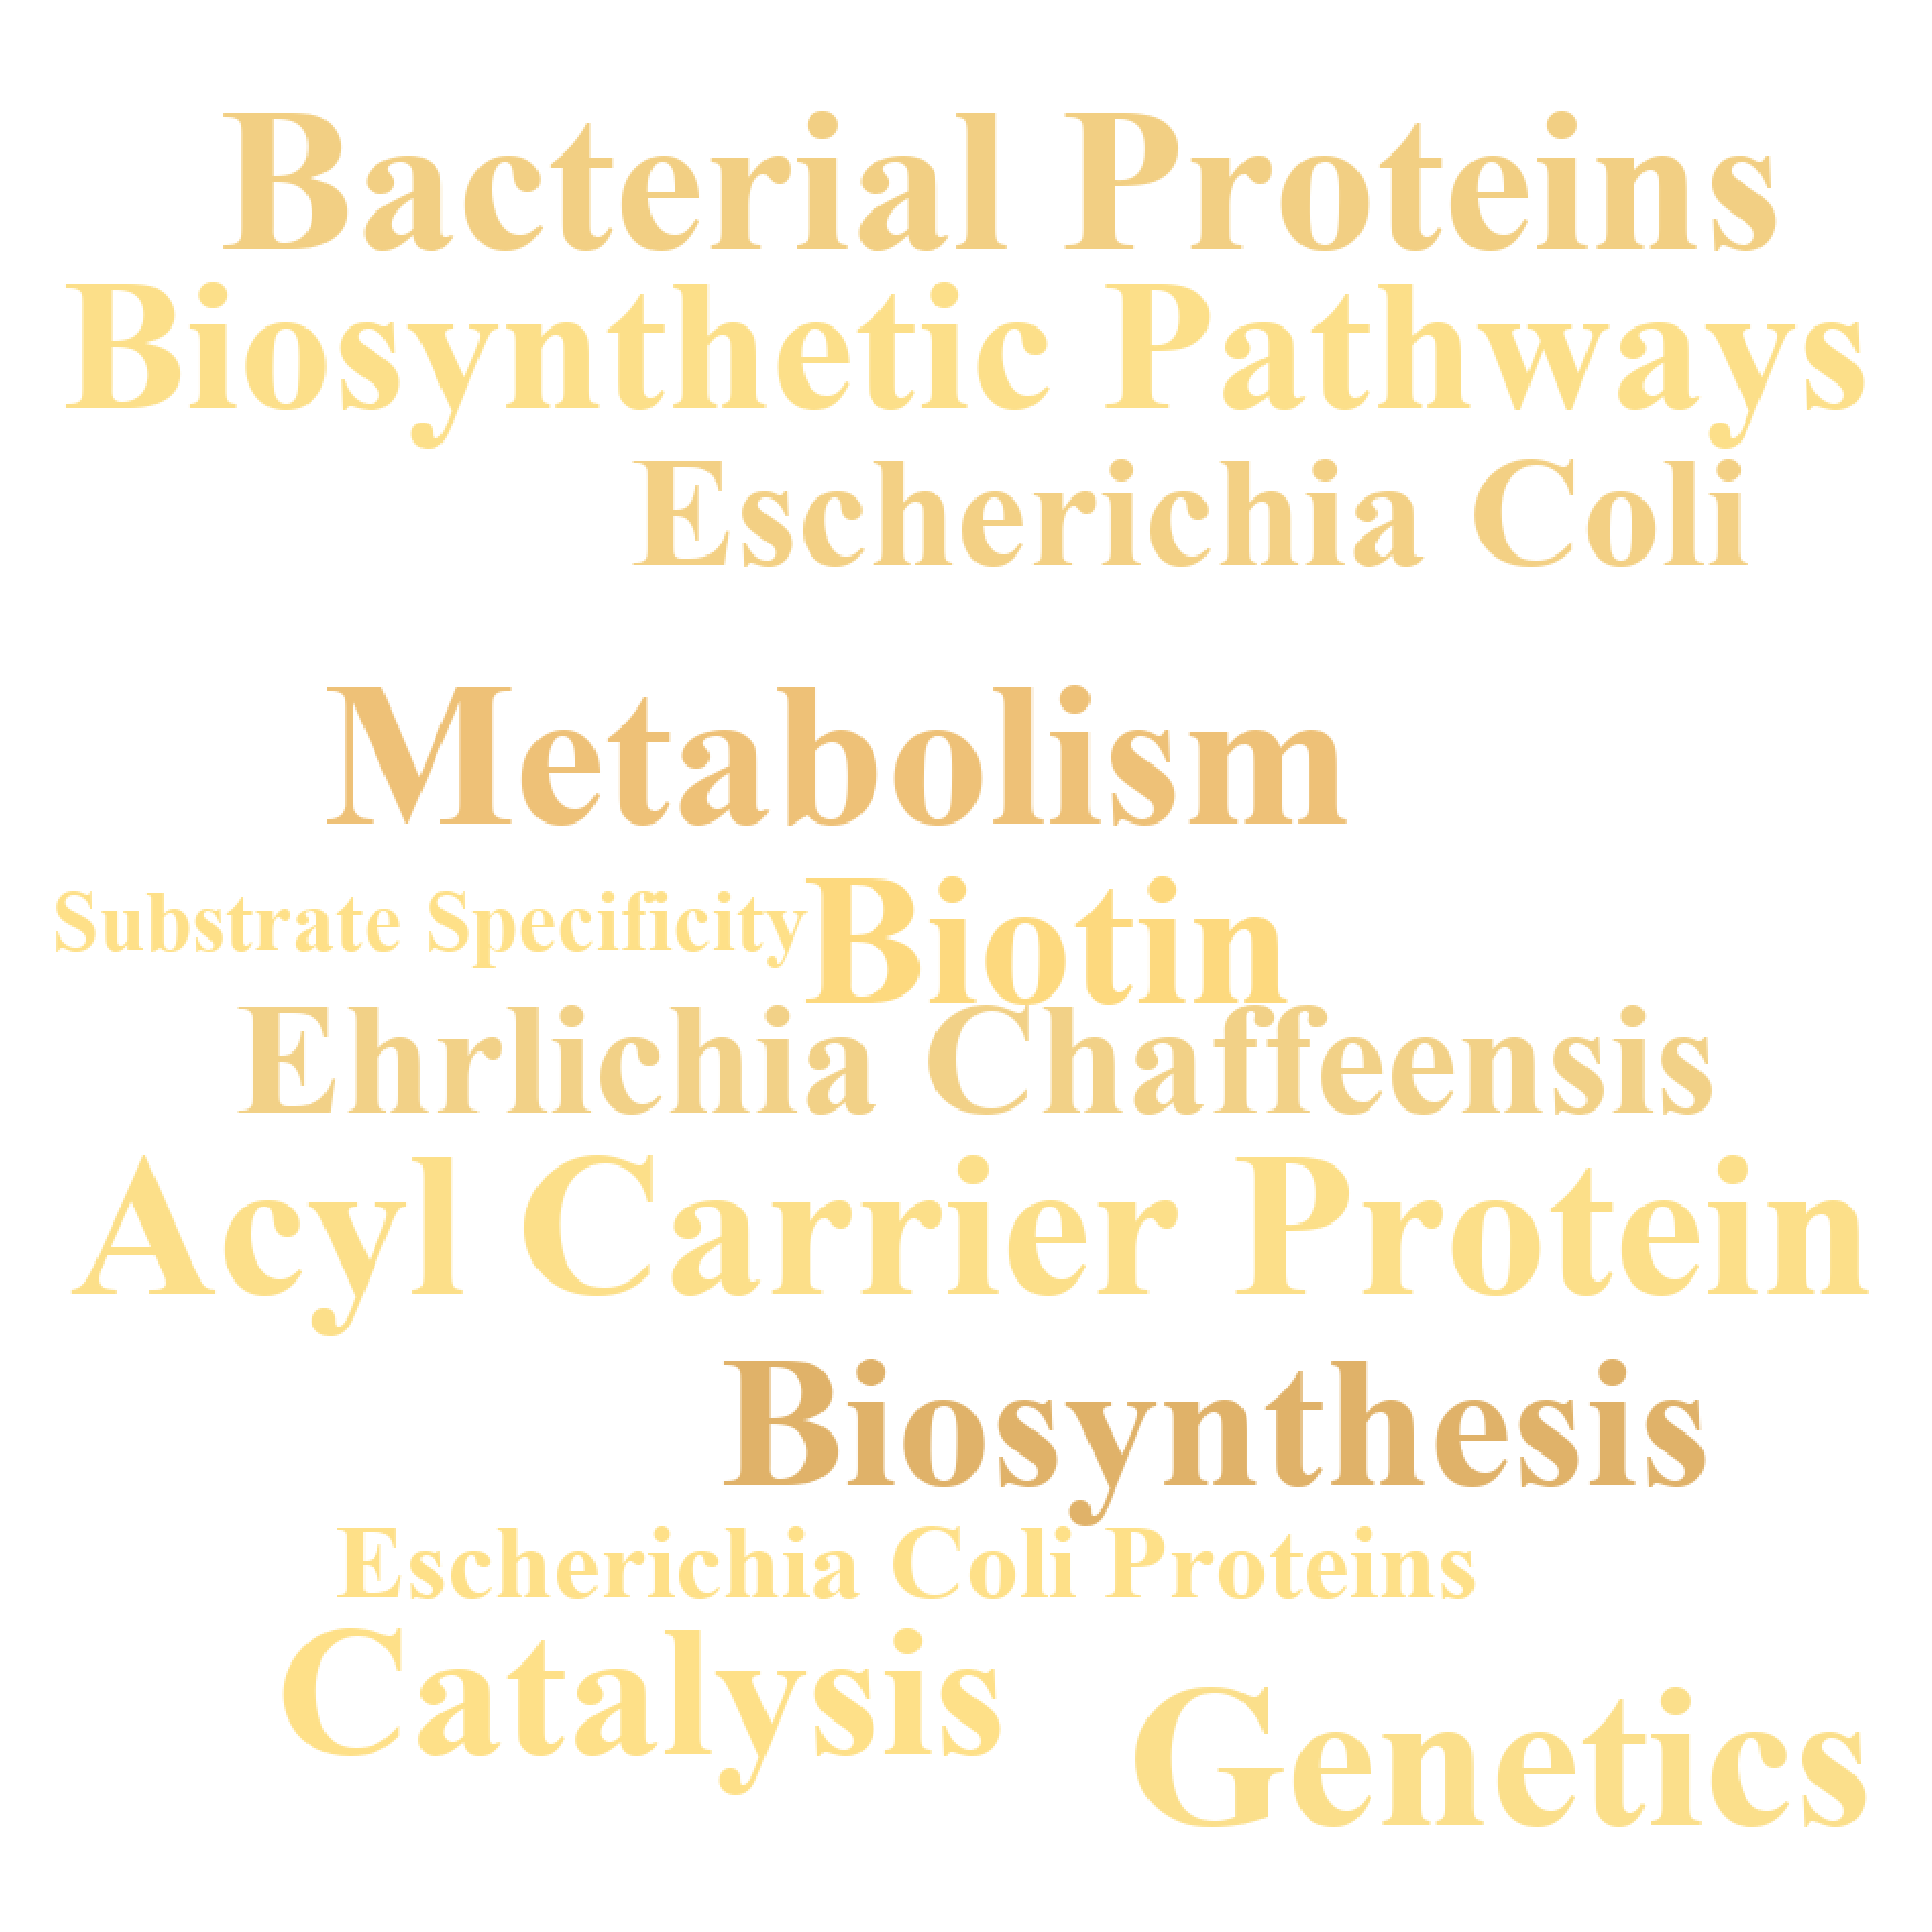 Bacterial Proteins
Biosynthetic Pathways
Escherichia Coli
Metabolism
Substrate Specificity
Biotin
Ehrlichia Chaffeensis
Acyl Carrier Protein
Biosynthesis
Escherichia Coli Proteins
Catalysis
Genetics